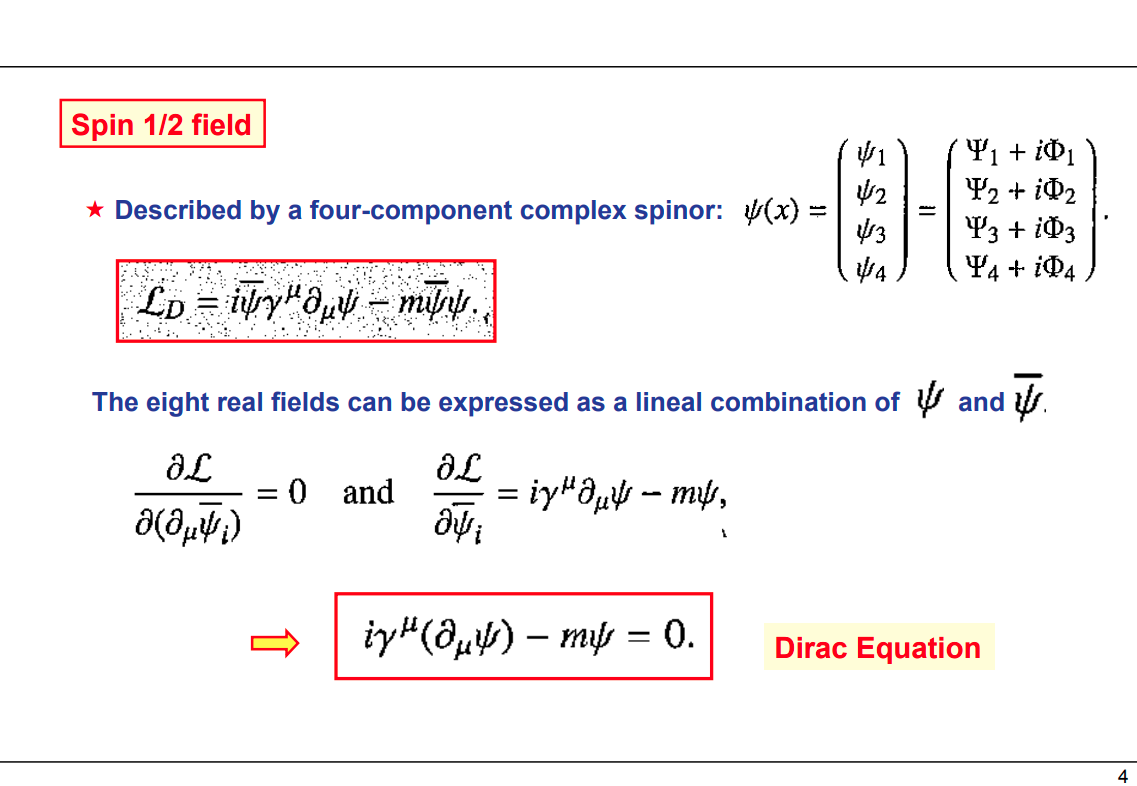 Spin 1/2 field
★ Described by a four-component complex spinor: ψ(x) = ( ψ1 ψ2 ψ3 ψ4 ) = ( Ψ1 + iΦ1 Ψ2 + iΦ2 Ψ3 + iΦ3 Ψ4 + iΦ4 ).
ℒ_D = iψ̅γ^μ∂_μψ − mψ̅ψ.
The eight real fields can be expressed as a lineal combination of ψ and ψ̅.
∂ℒ/∂(∂_μψ̅_i) = 0 and ∂ℒ/∂ψ̅_i = iγ^μ∂_μψ − mψ,
iγ^μ(∂_μψ) − mψ = 0.
Dirac Equation
4